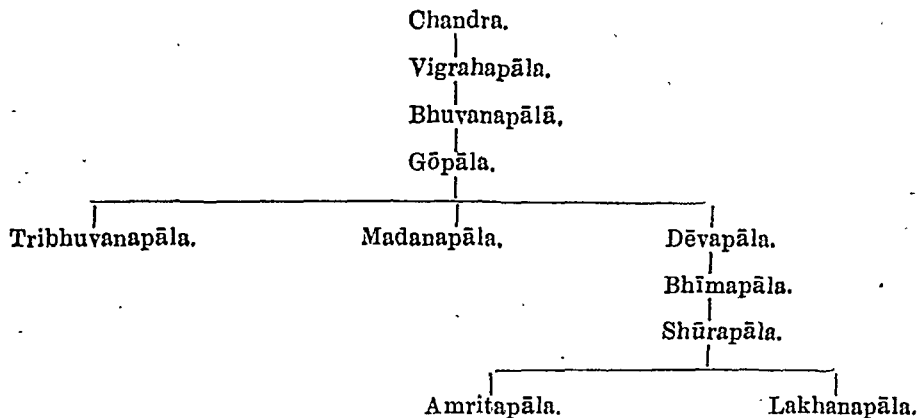 Chandra.
Vigrahapāla.
Bhuvanapālā.
Gōpāla.
Tribhuvanapāla. Madanapāla. Dēvapāla.
Bhīmapāla.
Shūrapāla.
Amritapāla. Lakhanapāla.